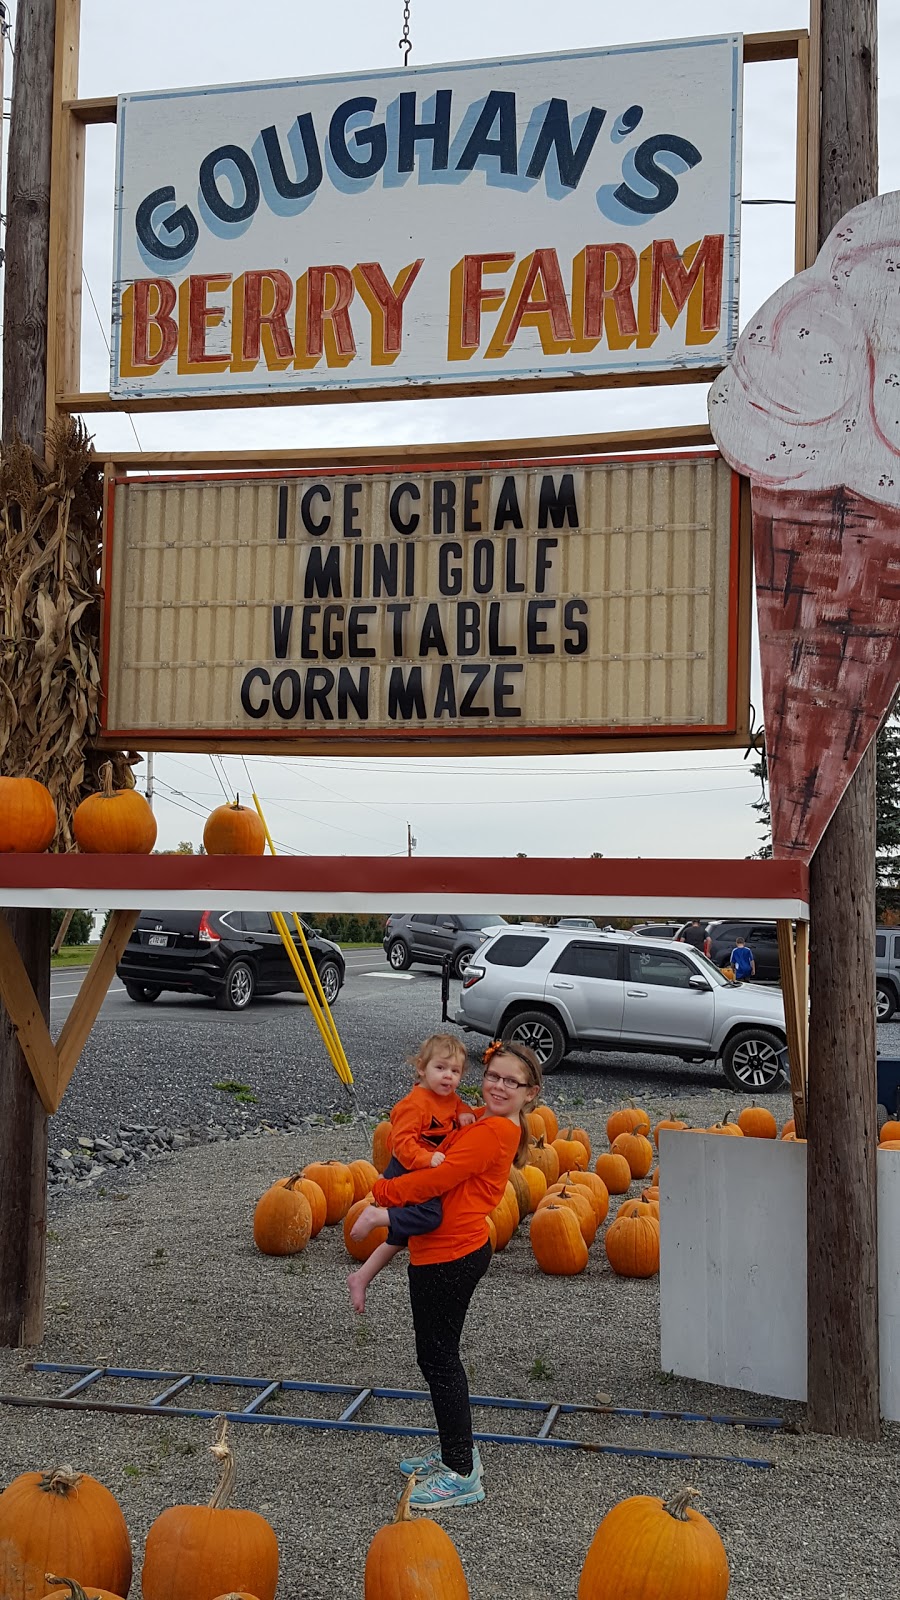 GOUGHAN'S
BERRY FARM
ICE CREAM
MINI GOLF
VEGETABLES
CORN MAZE